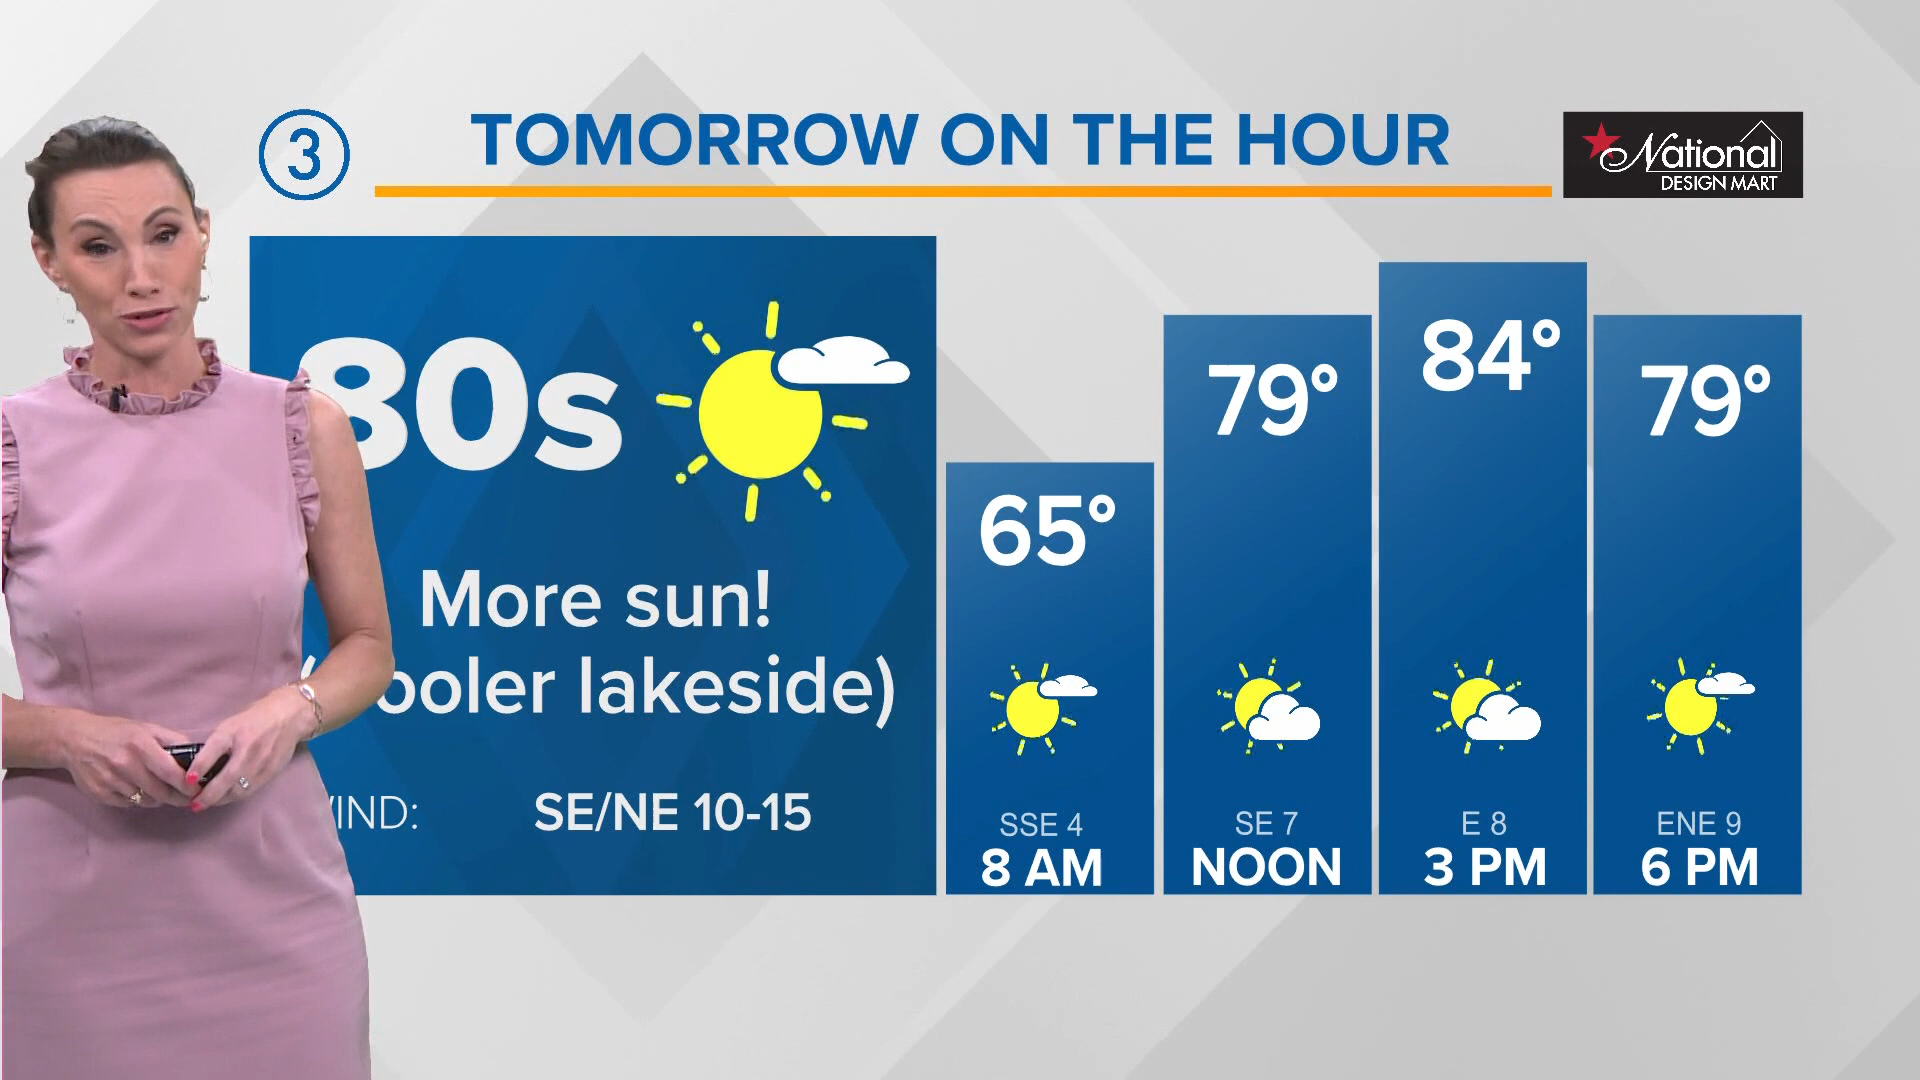 3
TOMORROW ON THE HOUR
National
DESIGN MART
80s
More sun!
ooler lakeside)
IND:
SE/NE 10-15
65°
SSE 4
8 AM
79°
SE 7
NOON
84°
E 8
3 PM
79°
ENE 9
6 PM